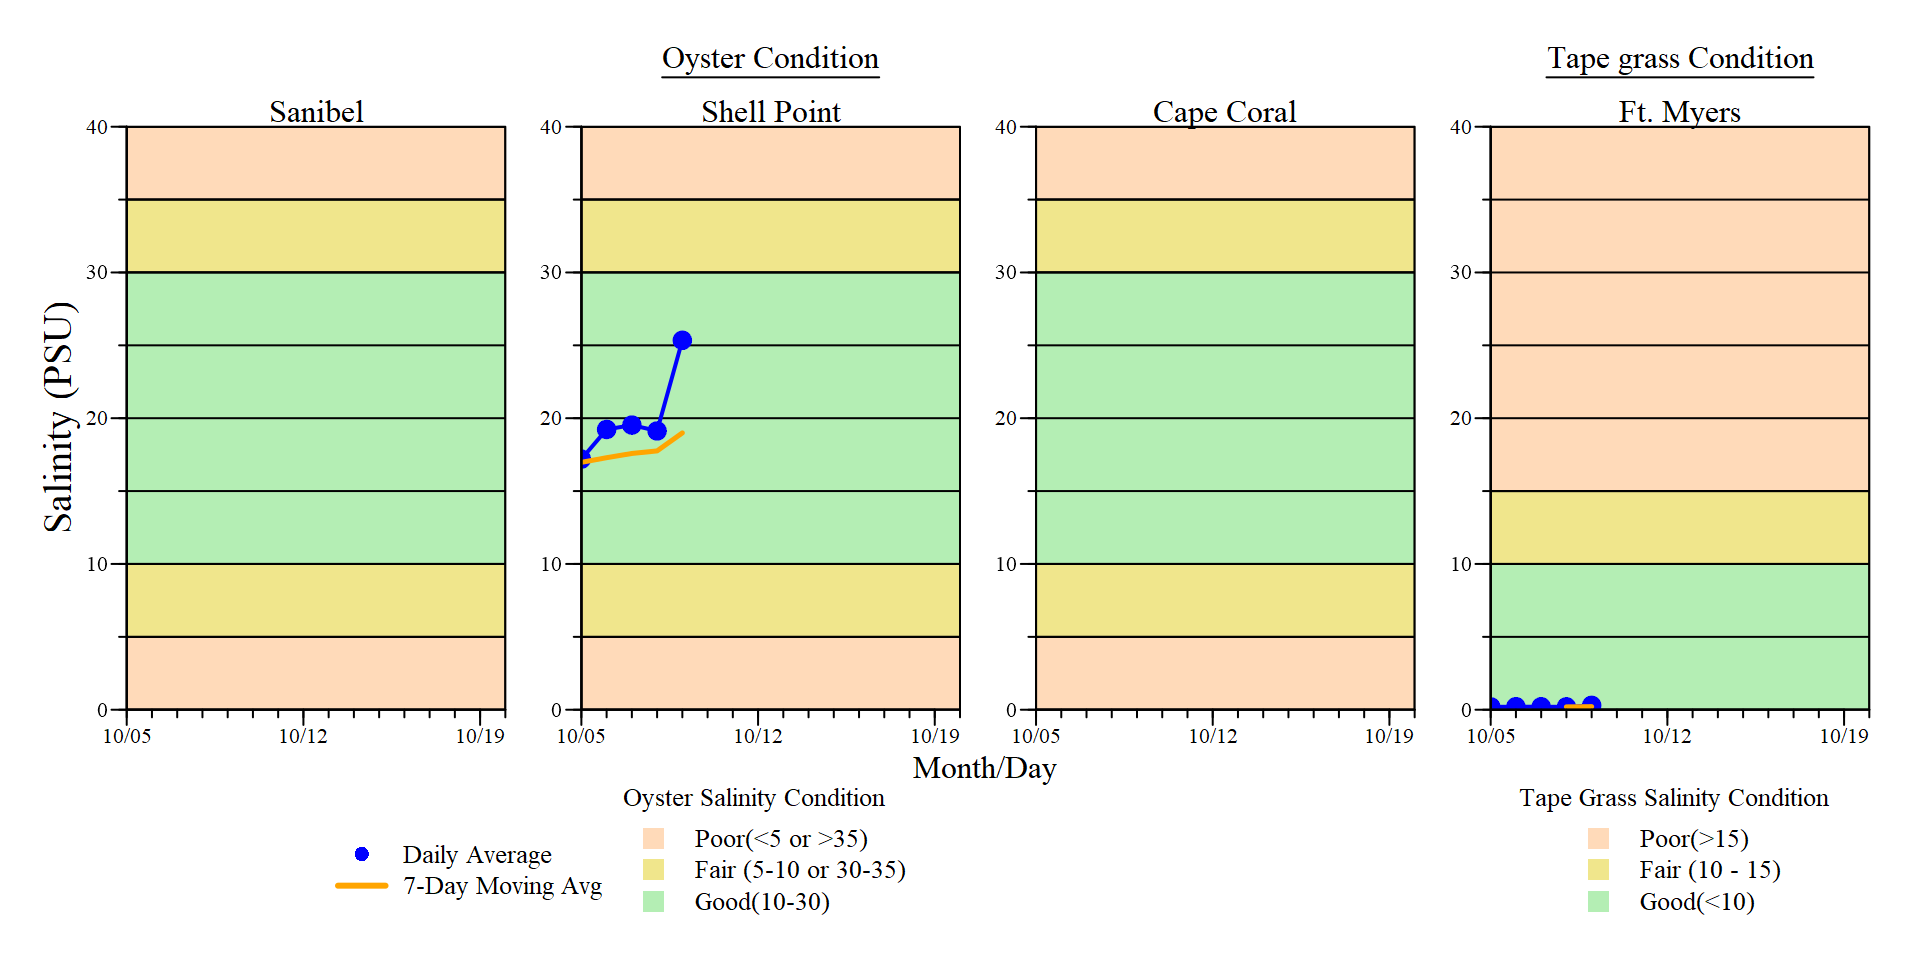 Oyster Condition
Tape grass Condition
Sanibel
Shell Point
Cape Coral
Ft. Myers
Salinity (PSU)
40
30
20
10
0
10/05
10/12
10/19
40
30
20
10
0
10/05
10/12
10/19
40
30
20
10
0
10/05
10/12
10/19
40
30
20
10
0
10/05
10/12
10/19
Month/Day
Daily Average
7-Day Moving Avg
Oyster Salinity Condition
Poor(<5 or >35)
Fair (5-10 or 30-35)
Good(10-30)
Tape Grass Salinity Condition
Poor(>15)
Fair (10 - 15)
Good(<10)